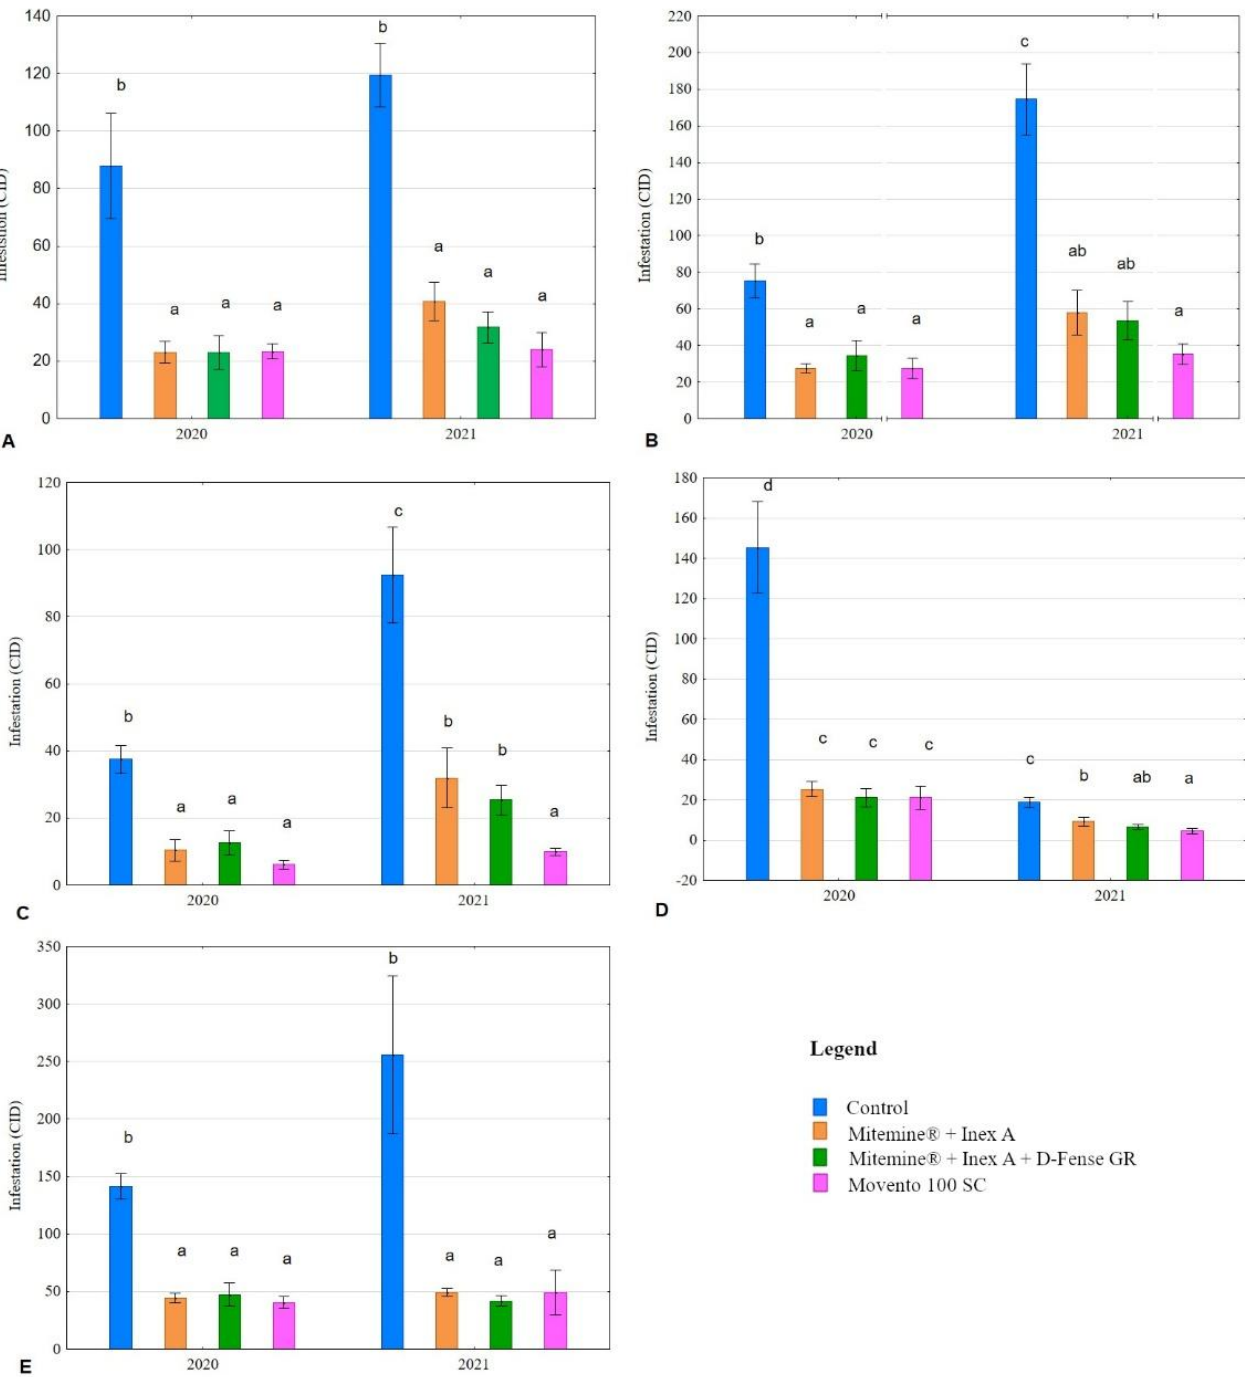 140
120
100
80
60
40
20
0
b
a
a
a
b
a
a
a
2020
2021
A
220
200
180
160
140
120
100
80
60
40
20
0
Infestation (CID)
b
a
a
a
c
ab
ab
a
2020
2021
B
120
100
80
60
40
20
0
Infestation (CID)
b
a
a
a
c
b
b
a
2020
2021
C
180
160
140
120
100
80
60
40
20
0
-20
Infestation (CID)
d
c
c
c
c
b
ab
a
2020
2021
D
350
300
250
200
150
100
50
0
Infestation (CID)
b
a
a
a
b
a
a
a
2020
2021
E
Legend
Control
Mitemine® + Inex A
Mitemine® + Inex A + D-Fense GR
Movento 100 SC